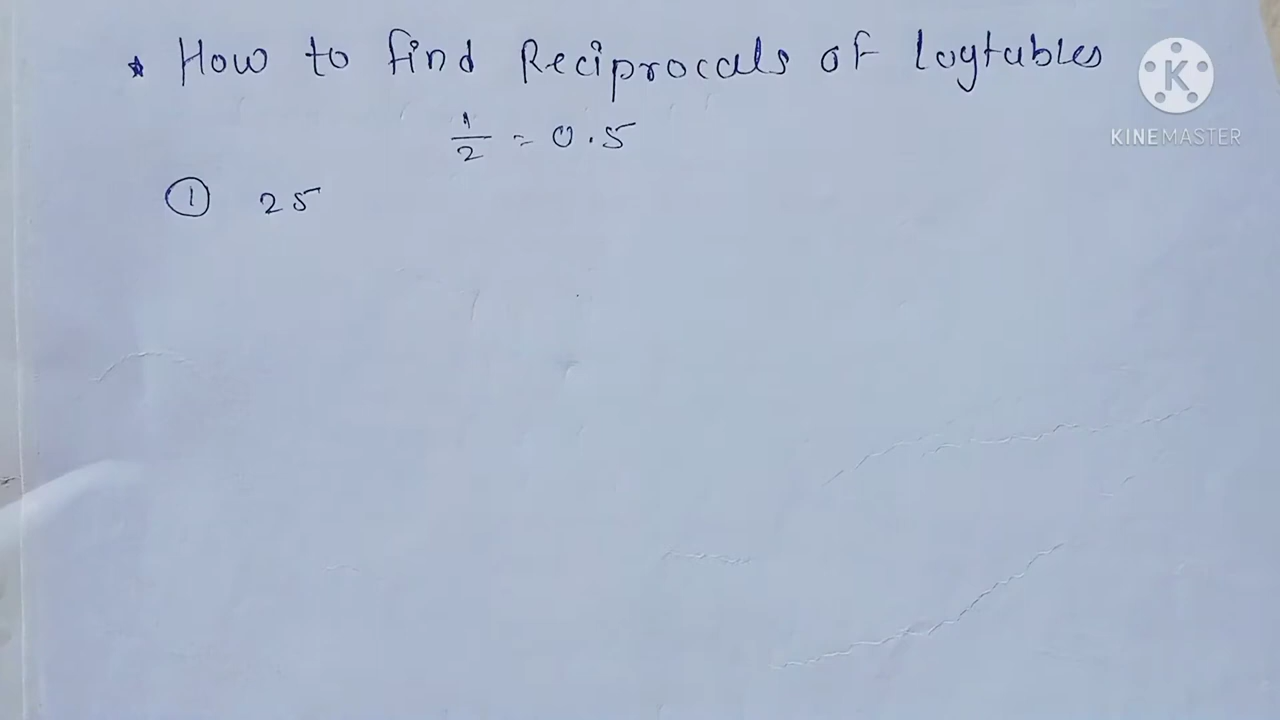 * How to find Reciprocals of logtables
1/2 = 0.5
① 25
K
KINEMASTER